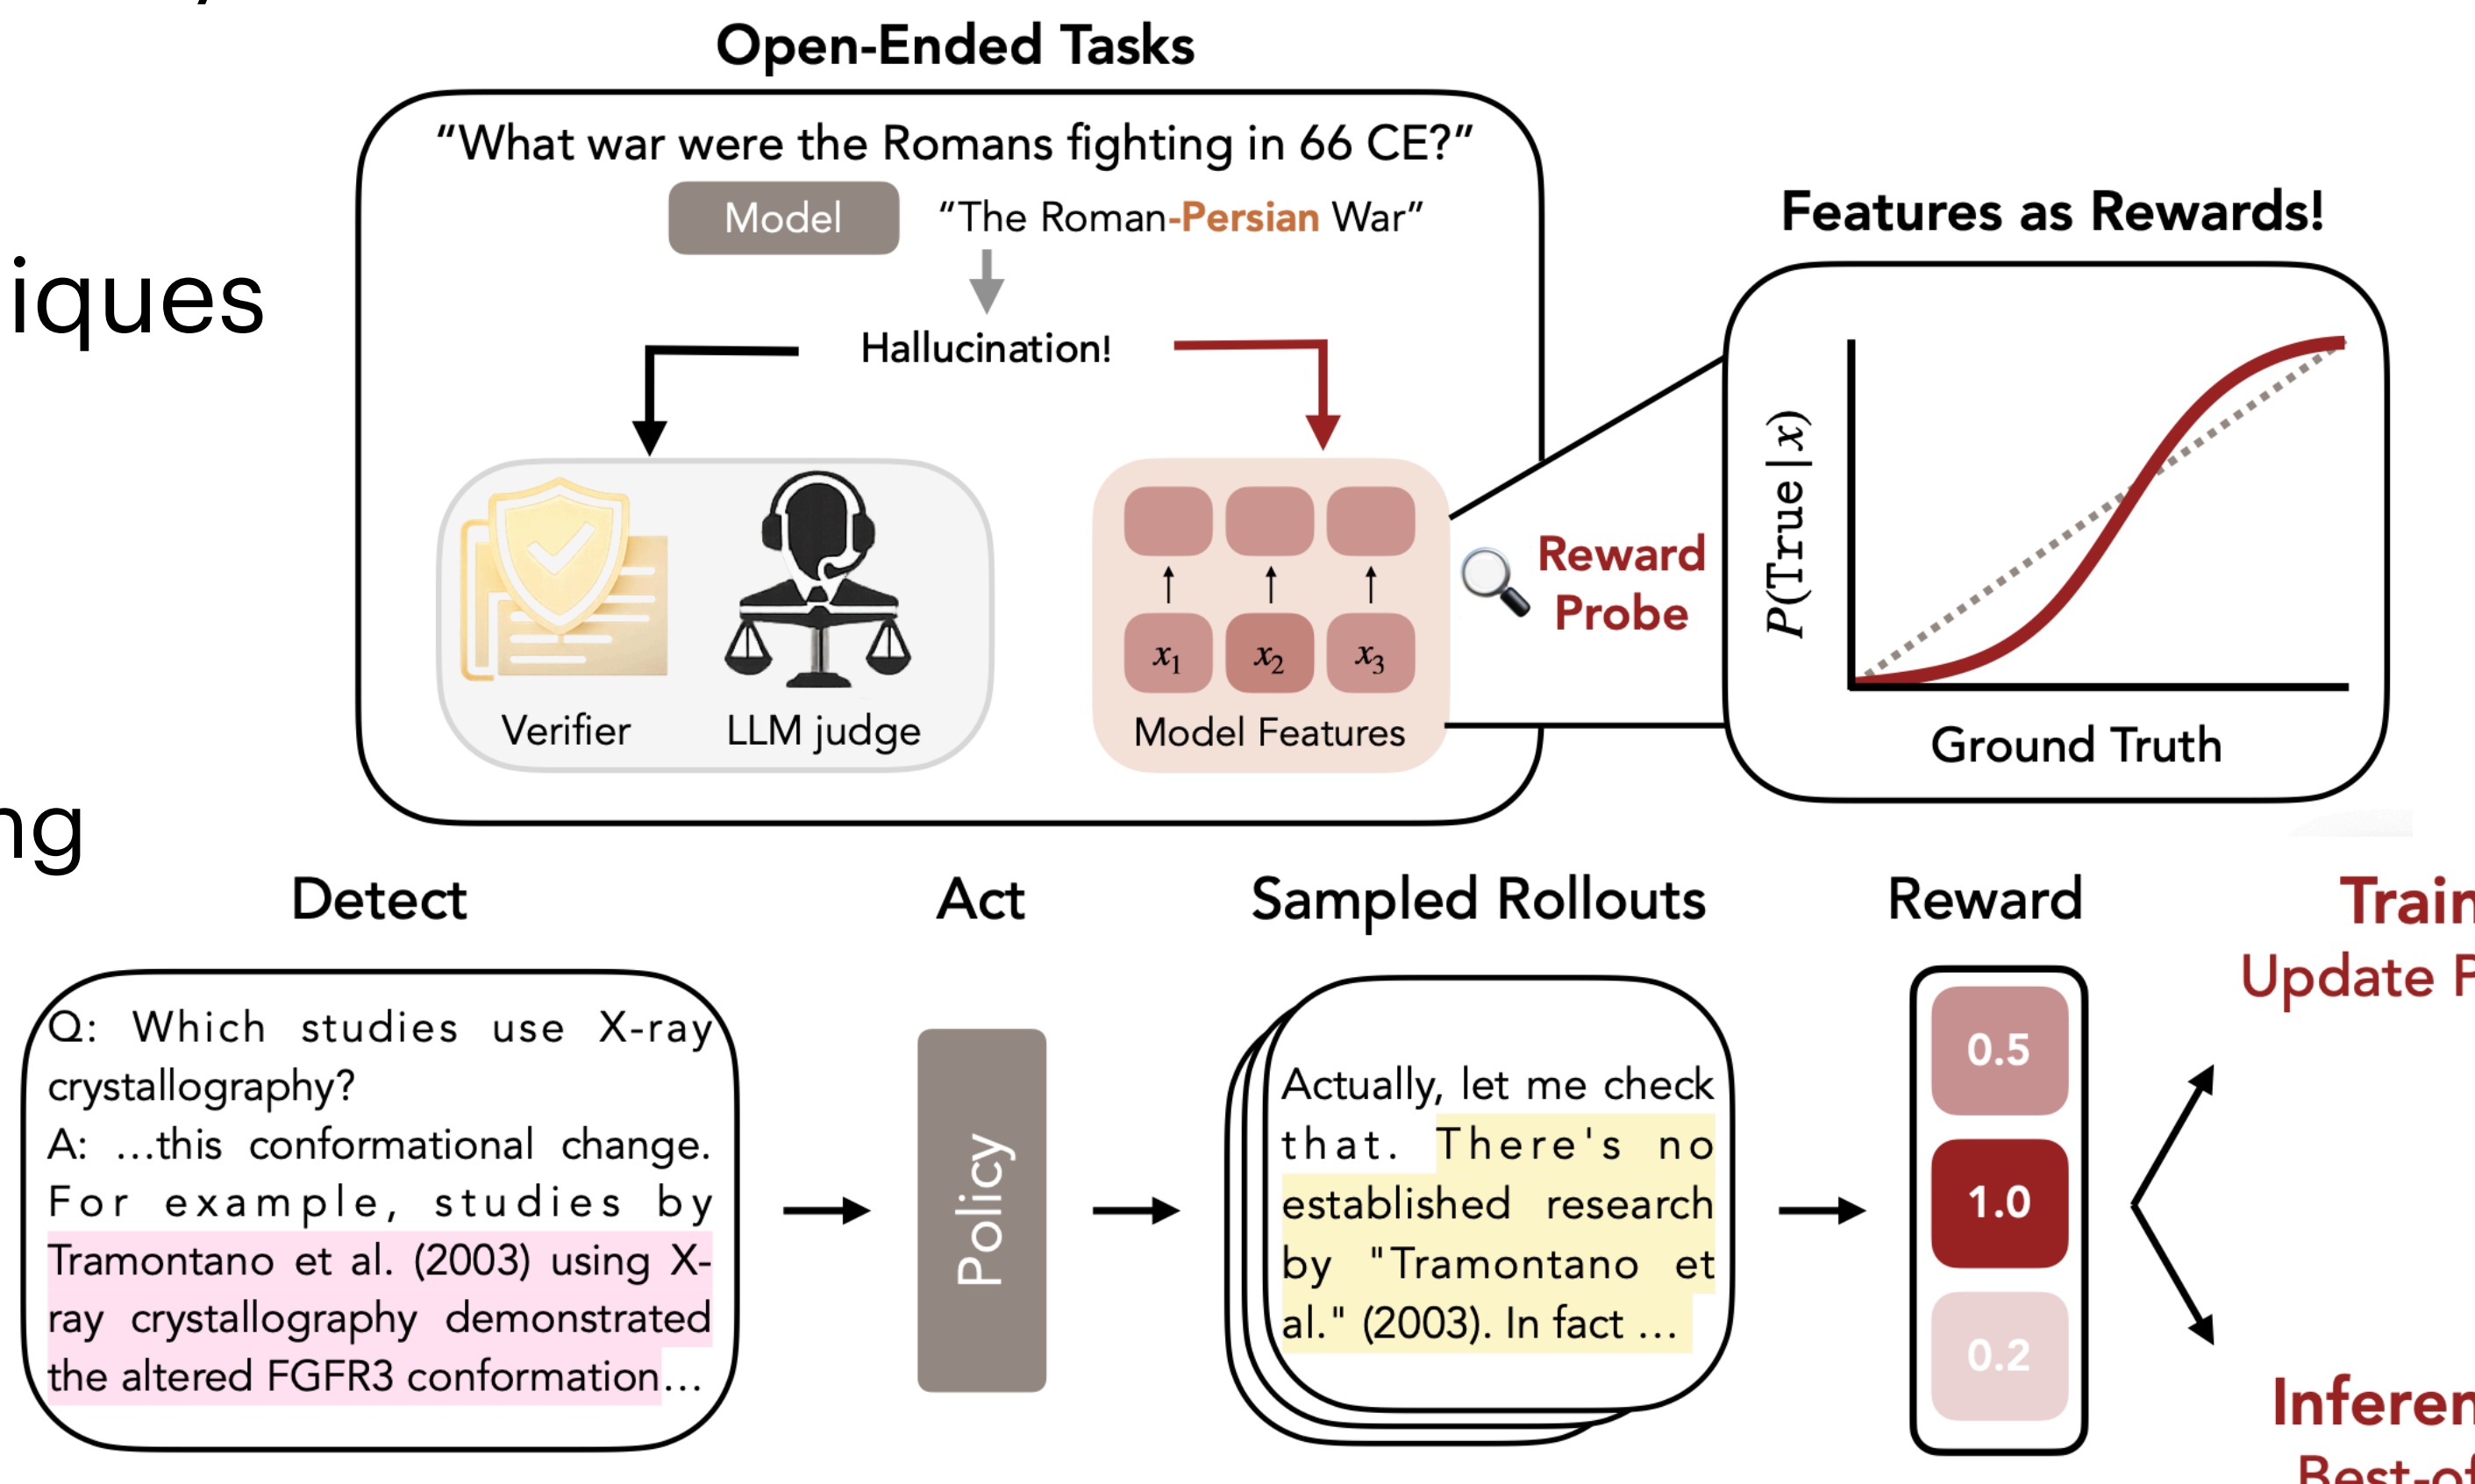 Open-Ended Tasks
“What war were the Romans fighting in 66 CE?”
Model
“The Roman-Persian War”
Hallucination!
Verifier
LLM judge
x1
x2
x3
Model Features
Reward
Probe
Features as Rewards!
P(True|x)
Ground Truth
iques
ng
Detect
Q: Which studies use X-ray
crystallography?
A: ...this conformational change.
For example, studies by
Tramontano et al. (2003) using X-
ray crystallography demonstrated
the altered FGFR3 conformation...
Act
Policy
Sampled Rollouts
Actually, let me check
that. There's no
established research
by "Tramontano et
al." (2003). In fact ...
Reward
0.5
1.0
0.2
Train
Update P
Inferen
Best-of